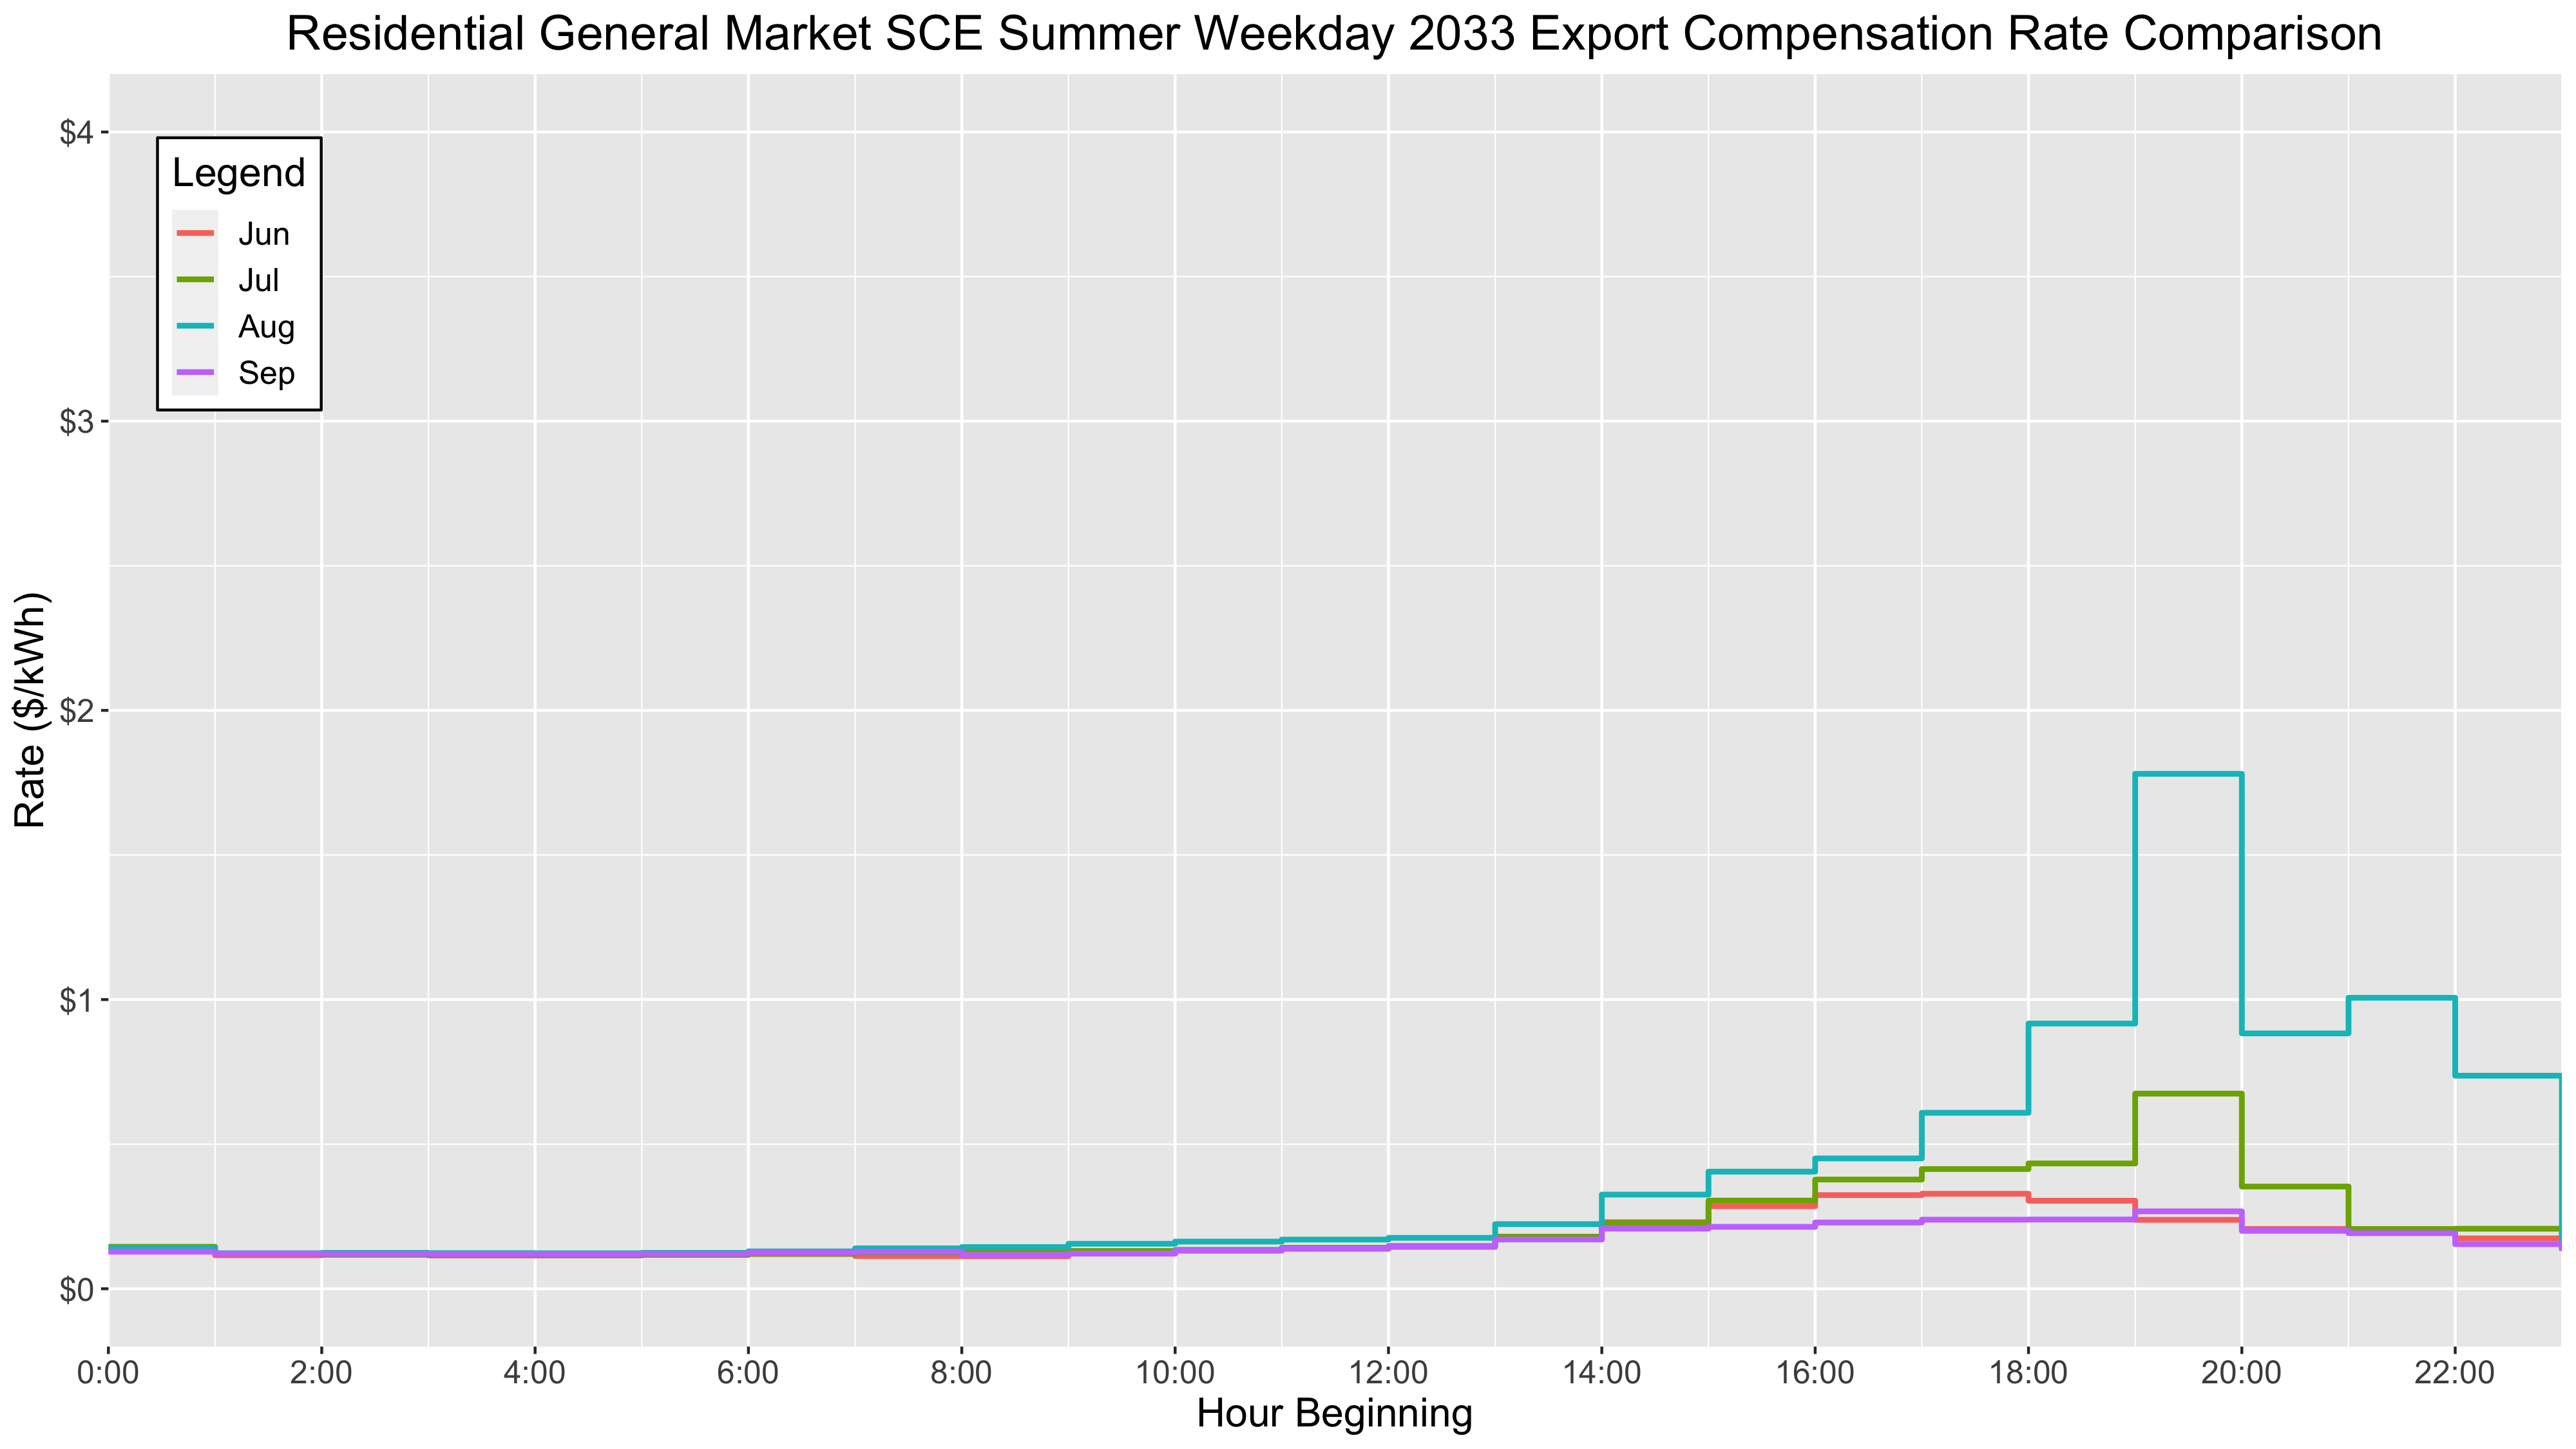 Residential General Market SCE Summer Weekday 2033 Export Compensation Rate Comparison
$4
Legend
Jun
Jul
Aug
Sep
$3
Rate ($/kWh)
$2
$1
$0
0:00 2:00 4:00 6:00 8:00 10:00 12:00 14:00 16:00 18:00 20:00 22:00
Hour Beginning